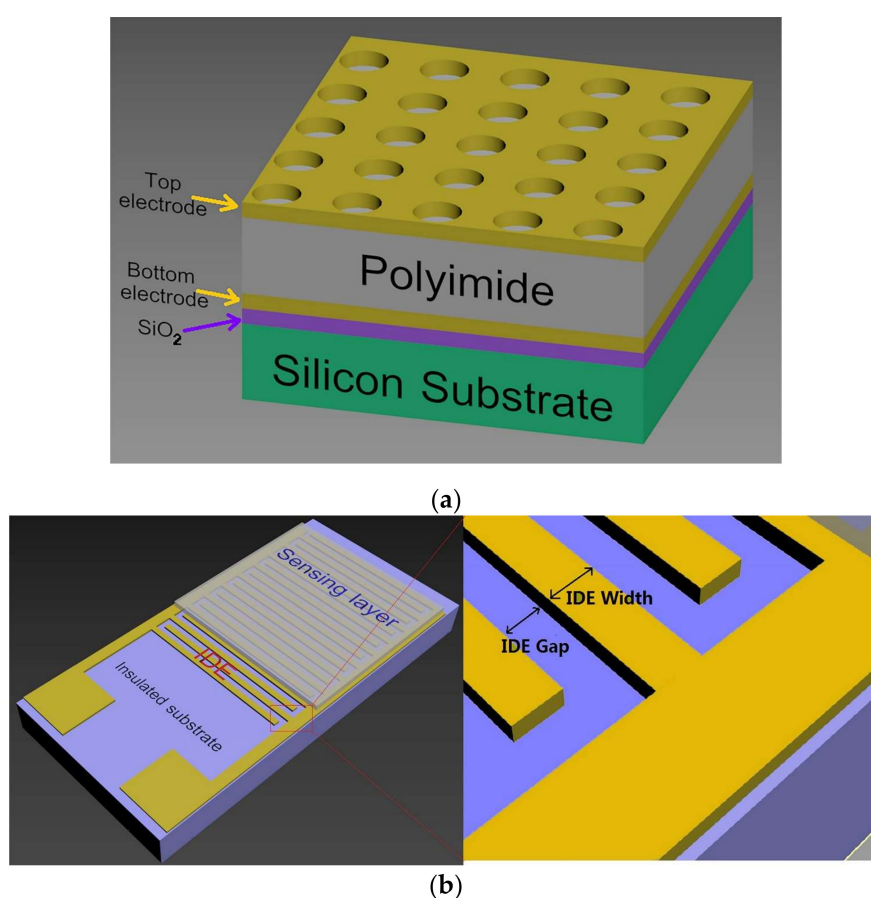 Top
electrode
Polyimide
Bottom
electrode
SiO2
Silicon Substrate
(a)
Sensing layer
IDE
Insulated substrate
IDE Width
IDE Gap
(b)